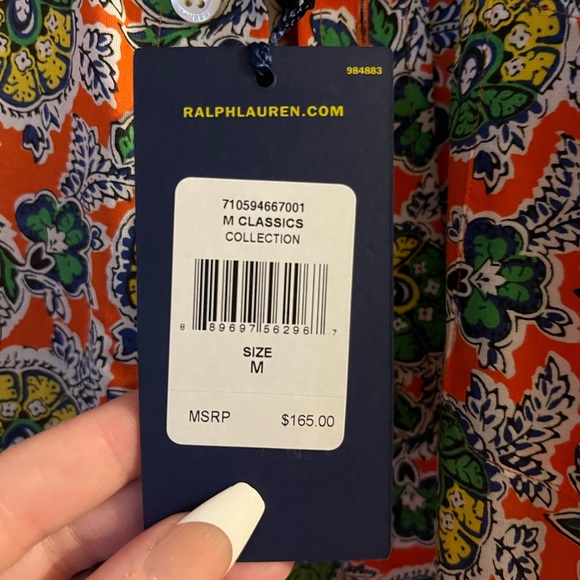 984883
RALPHLAUREN.COM
710594667001
M CLASSICS
COLLECTION
8 89697 56296 7
SIZE
M
MSRP $165.00